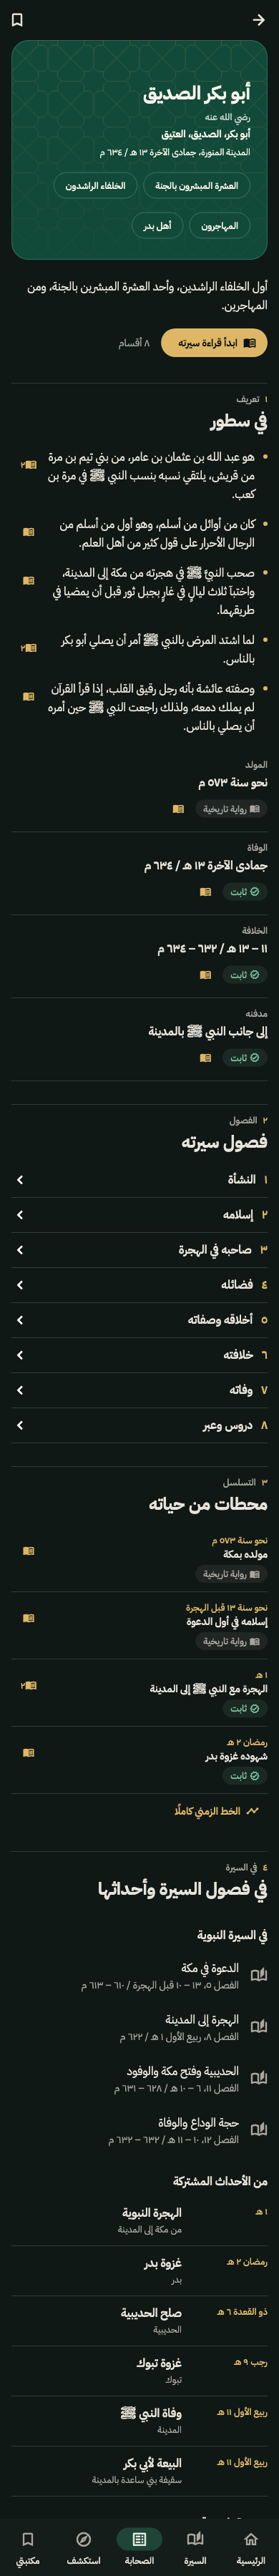 أبو بكر الصديق
رضي الله عنه
أبو بكر، الصديق، العتيق
المدينة المنورة، جمادى الآخرة ١٣ هـ / ٦٣٤ م
العشرة المبشرون بالجنة
الخلفاء الراشدون
المهاجرون
أهل بدر
أول الخلفاء الراشدين، وأحد العشرة المبشرين بالجنة، ومن
المهاجرين.
ابدأ قراءة سيرته
٨ أقسام
١ تعريف
في سطور
هو عبد الله بن عثمان بن عامر، من بني تيم بن مرة
من قريش، يلتقي نسبه بنسب النبي ﷺ في مرة بن
كعب.
٢
كان من أوائل من أسلم، وهو أول من أسلم من
الرجال الأحرار على قول كثير من أهل العلم.
صحب النبيَّ ﷺ في هجرته من مكة إلى المدينة،
واختبآ ثلاث ليالٍ في غارٍ بجبل ثور قبل أن يمضيا في
طريقهما.
لما اشتد المرض بالنبي ﷺ أمر أن يصلي أبو بكر
بالناس.
٢
وصفته عائشة بأنه رجل رقيق القلب، إذا قرأ القرآن
لم يملك دمعه، ولذلك راجعت النبي ﷺ حين أمره
أن يصلي بالناس.
المولد
نحو سنة ٥٧٣ م
رواية تاريخية
الوفاة
جمادى الآخرة ١٣ هـ / ٦٣٤ م
ثابت
الخلافة
١١ – ١٣ هـ / ٦٣٢ – ٦٣٤ م
ثابت
مدفنه
إلى جانب النبي ﷺ بالمدينة
ثابت
٢ الفصول
فصول سيرته
١ النشأة
٢ إسلامه
٣ صاحبه في الهجرة
٤ فضائله
٥ أخلاقه وصفاته
٦ خلافته
٧ وفاته
٨ دروس وعبر
٣ التسلسل
محطات من حياته
نحو سنة ٥٧٣ م
مولده بمكة
رواية تاريخية
نحو سنة ١٣ قبل الهجرة
إسلامه في أول الدعوة
رواية تاريخية
١ هـ
الهجرة مع النبي ﷺ إلى المدينة
٢
ثابت
رمضان ٢ هـ
شهوده غزوة بدر
ثابت
الخط الزمني كاملًا
٤ في السيرة
في فصول السيرة وأحداثها
في السيرة النبوية
الدعوة في مكة
الفصل ٥، ١٣ – ١٠ قبل الهجرة / ٦١٠ – ٦١٣ م
الهجرة إلى المدينة
الفصل ٨، ربيع الأول ١ هـ / ٦٢٢ م
الحديبية وفتح مكة والوفود
الفصل ١١، ٦ – ١٠ هـ / ٦٢٨ – ٦٣١ م
حجة الوداع والوفاة
الفصل ١٢، ١٠ – ١١ هـ / ٦٣٢ – ٦٣٢ م
من الأحداث المشتركة
١ هـ
الهجرة النبوية
من مكة إلى المدينة
رمضان ٢ هـ
غزوة بدر
بدر
ذو القعدة ٦ هـ
صلح الحديبية
الحديبية
رجب ٩ هـ
غزوة تبوك
تبوك
ربيع الأول ١١ هـ
وفاة النبي ﷺ
المدينة
ربيع الأول ١١ هـ
البيعة لأبي بكر
سقيفة بني ساعدة بالمدينة
الرئيسية
السيرة
الصحابة
استكشف
مكتبتي